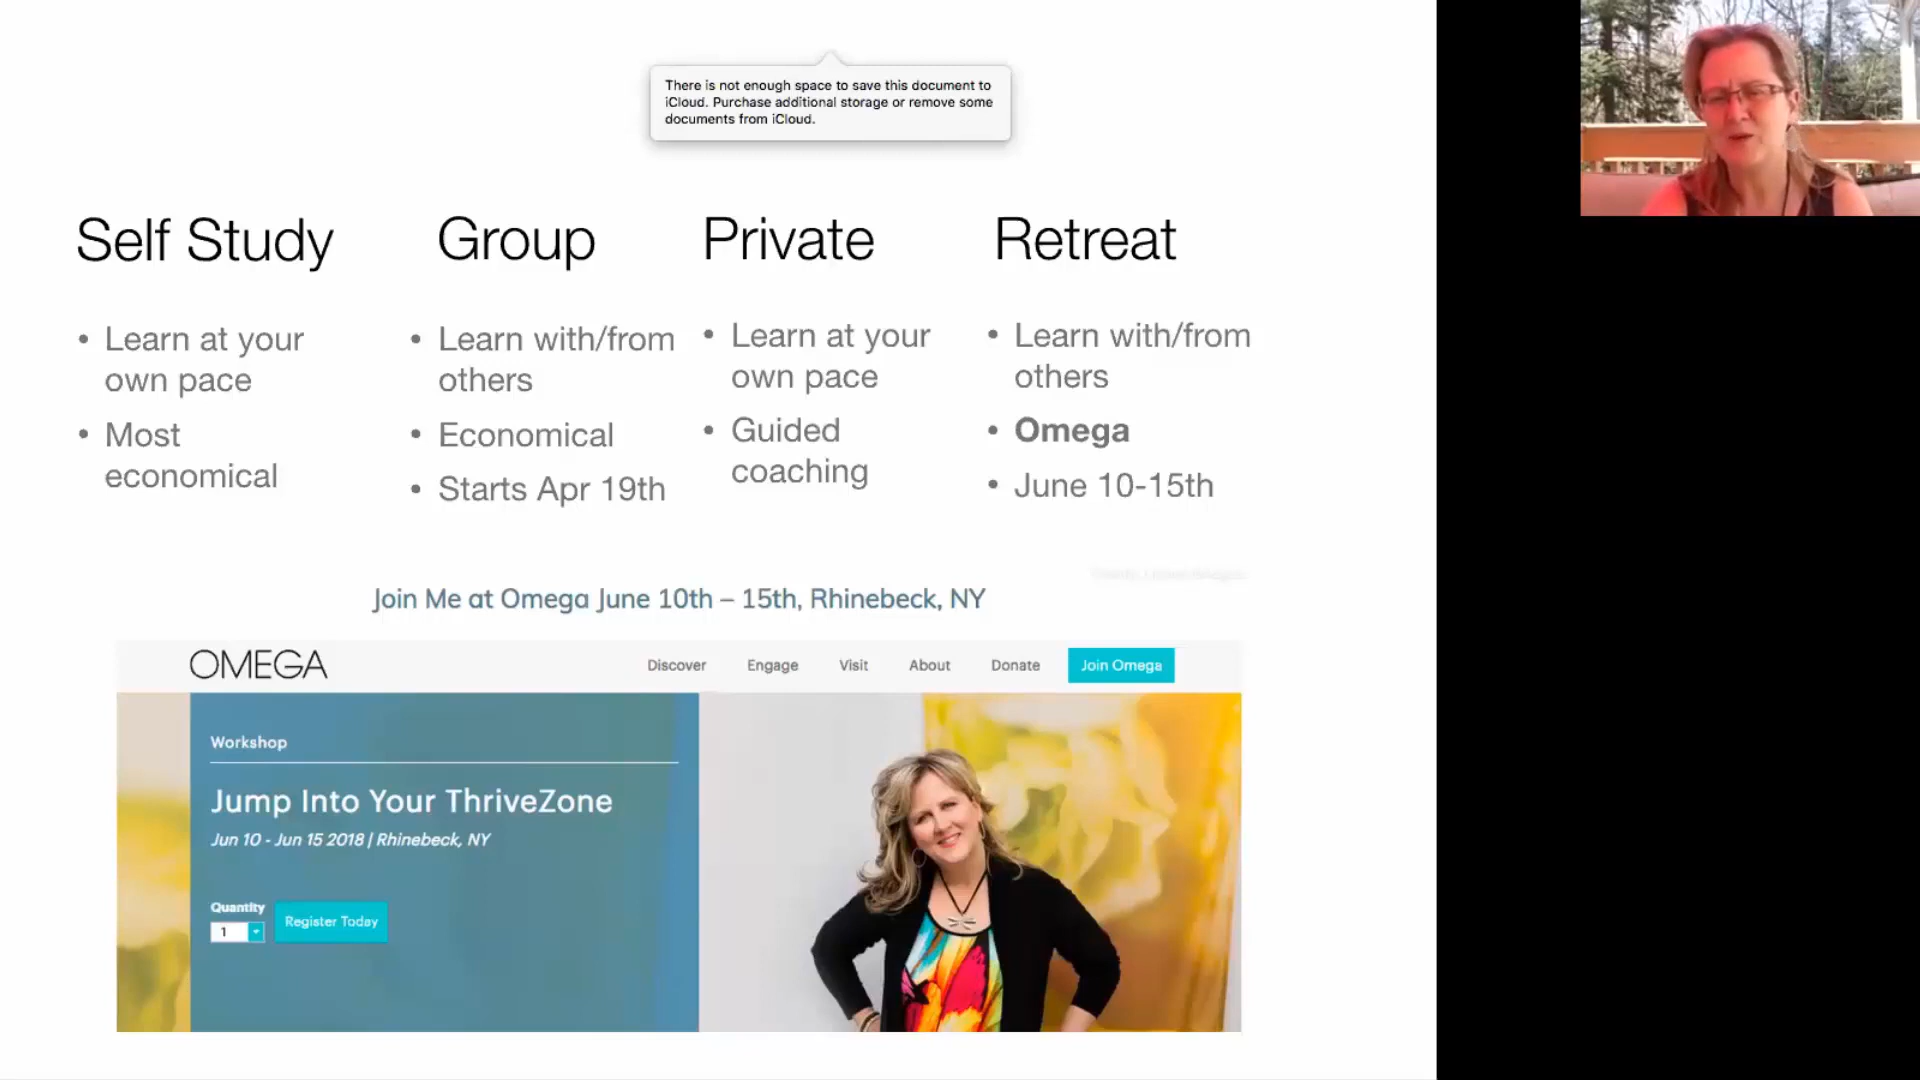 There is not enough space to save this document to
iCloud. Purchase additional storage or remove some
documents from iCloud.
Self Study
• Learn at your
own pace
• Most
economical
Group
• Learn with/from
others
• Economical
• Starts Apr 19th
Private
• Learn at your
own pace
• Guided
coaching
Retreat
• Learn with/from
others
• Omega
• June 10-15th
Join Me at Omega June 10th – 15th, Rhinebeck, NY
OMEGA
Discover Engage Visit About Donate Join Omega
Workshop
Jump Into Your ThriveZone
Jun 10 - Jun 15 2018 | Rhinebeck, NY
Quantity
1
Register Today